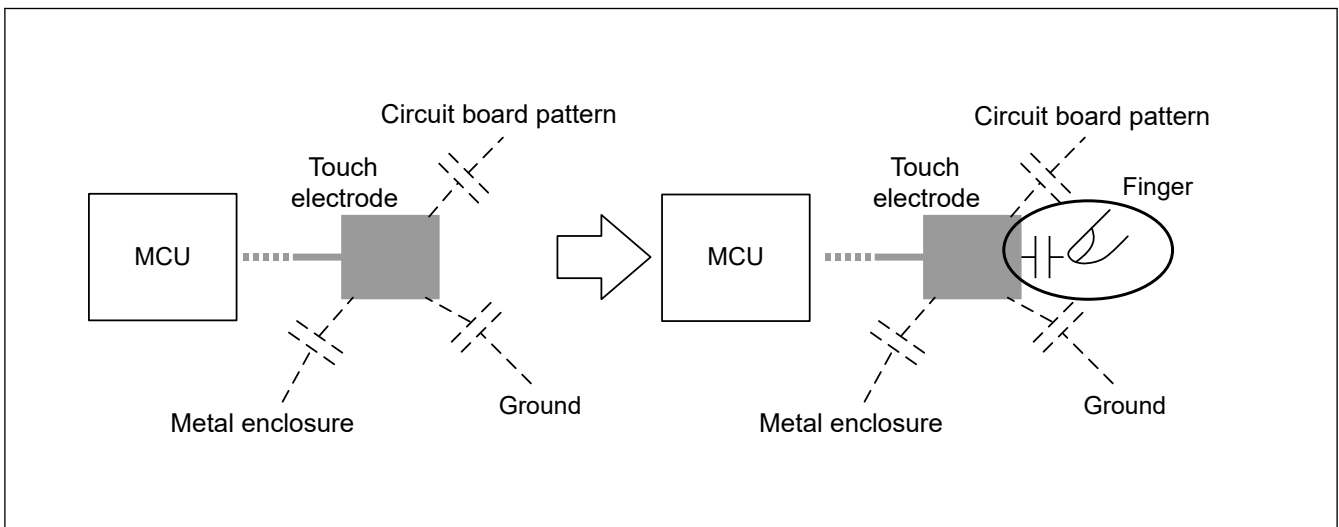 Circuit board pattern
Touch
electrode
MCU
Metal enclosure
Ground
Circuit board pattern
Touch
electrode
Finger
MCU
Metal enclosure
Ground